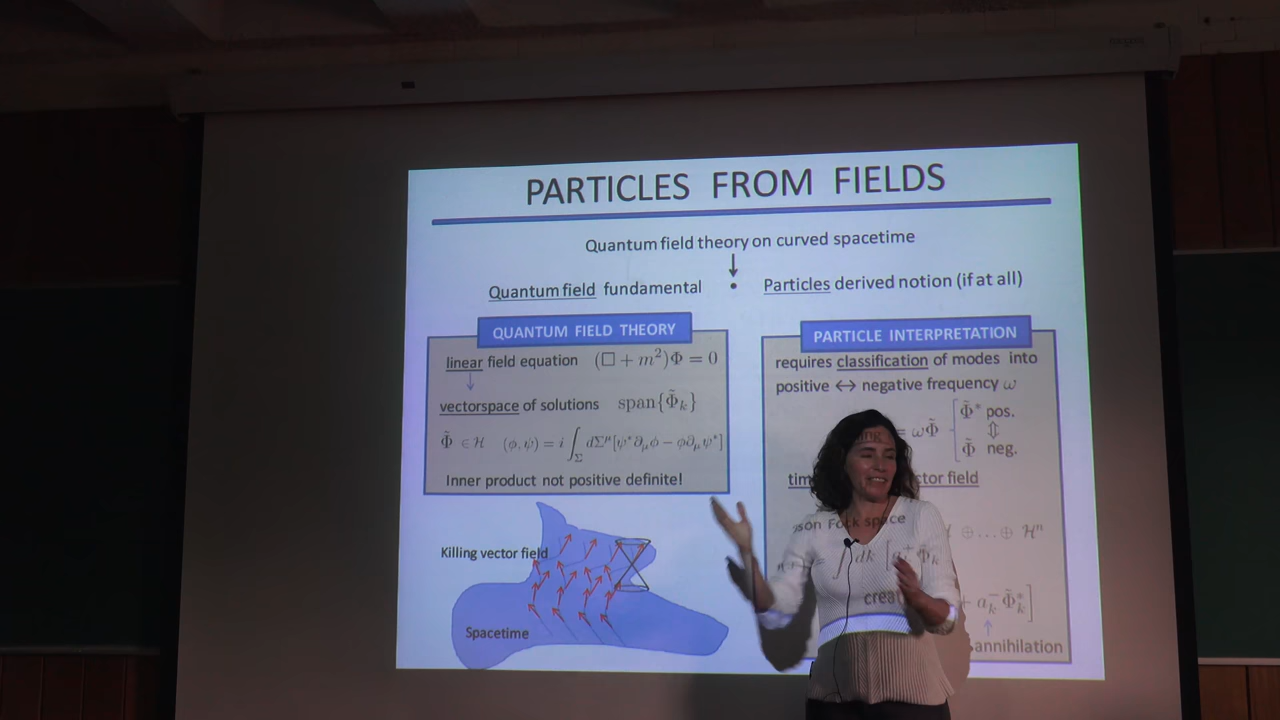 PARTICLES FROM FIELDS
Quantum field theory on curved spacetime
↓
Quantum field fundamental • Particles derived notion (if at all)
QUANTUM FIELD THEORY
linear field equation (□ + m²)Φ = 0
↓
vectorspace of solutions span{Φ̃ₖ}
Φ̃ ∈ ℋ (ϕ, ψ) = i ∫_Σ dΣ^μ[ψ*∂_μϕ − ϕ∂_μψ*]
Inner product not positive definite!
Killing vector field
Spacetime
PARTICLE INTERPRETATION
requires classification of modes into
positive ↔ negative frequency ω
= ωΦ̃ Φ̃* pos.
⇕
Φ̃ neg.
field
Fock space
⊕ … ⊕ ℋⁿ
∫ dk
+ aₖ⁻Φ̃ₖ*]
annihilation